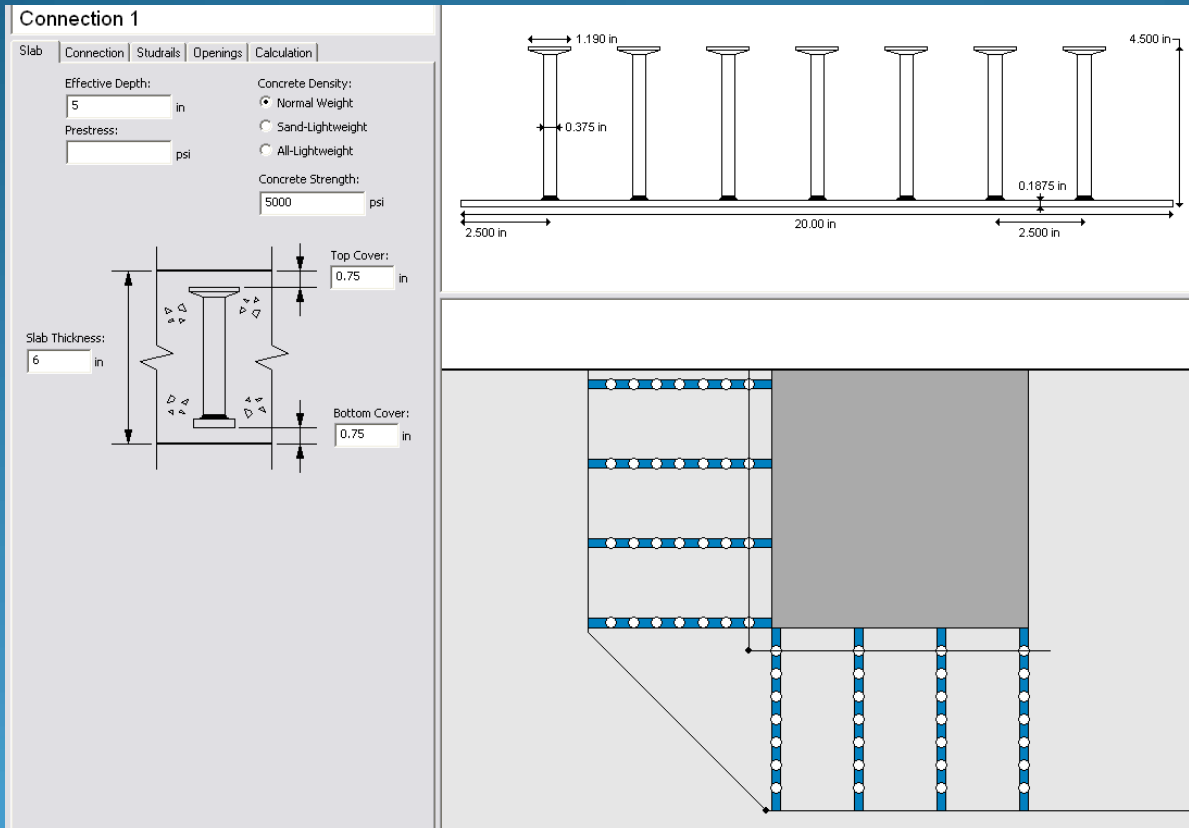 Connection 1
Slab Connection Studrails Openings Calculation
Effective Depth:
5 in
Prestress:
psi
Concrete Density:
Normal Weight
Sand-Lightweight
All-Lightweight
Concrete Strength:
5000 psi
Top Cover:
0.75 in
Slab Thickness:
6 in
Bottom Cover:
0.75 in
1.190 in
4.500 in
0.375 in
0.1875 in
20.00 in
2.500 in
2.500 in